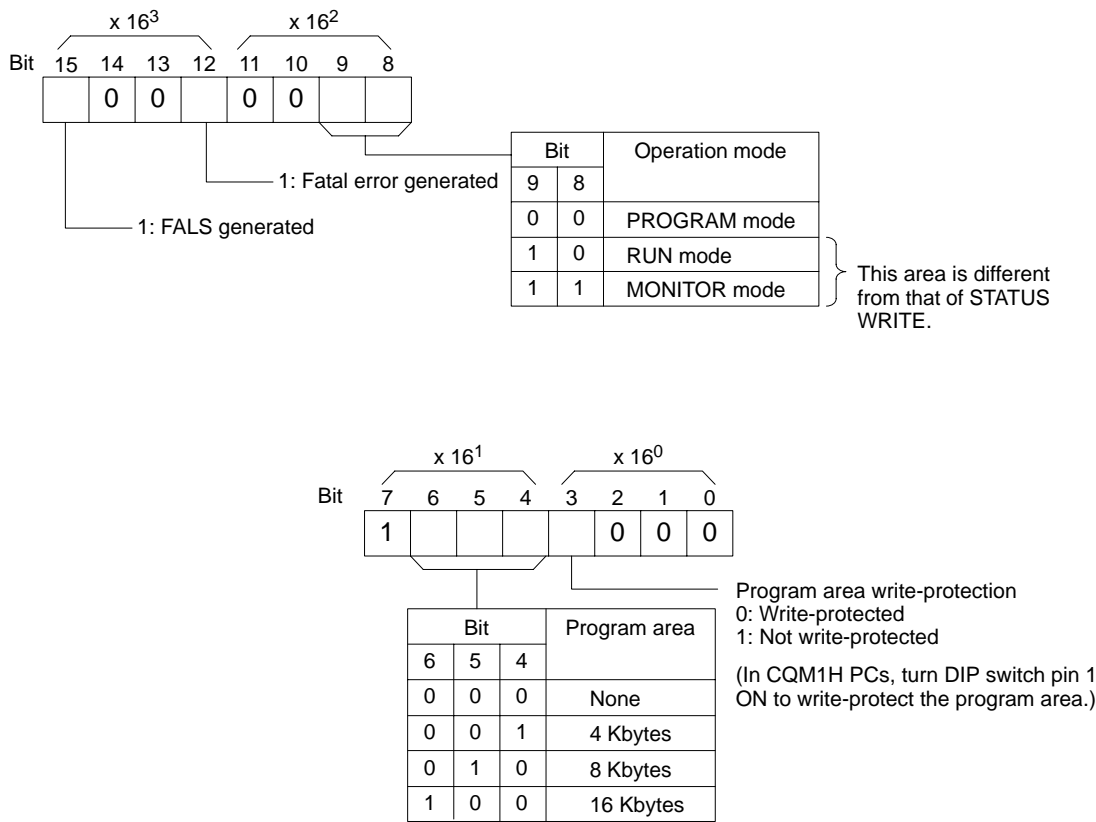 x 16³ x 16²
Bit 15 14 13 12 11 10 9 8
0 0 0 0
Bit Operation mode
1: Fatal error generated 9 8
0 0 PROGRAM mode
1: FALS generated
1 0 RUN mode
1 1 MONITOR mode
This area is different
from that of STATUS
WRITE.
x 16¹ x 16⁰
Bit 7 6 5 4 3 2 1 0
1 0 0 0
Program area write-protection
0: Write-protected
1: Not write-protected
(In CQM1H PCs, turn DIP switch pin 1
ON to write-protect the program area.)
Bit Program area
6 5 4
0 0 0 None
0 0 1 4 Kbytes
0 1 0 8 Kbytes
1 0 0 16 Kbytes